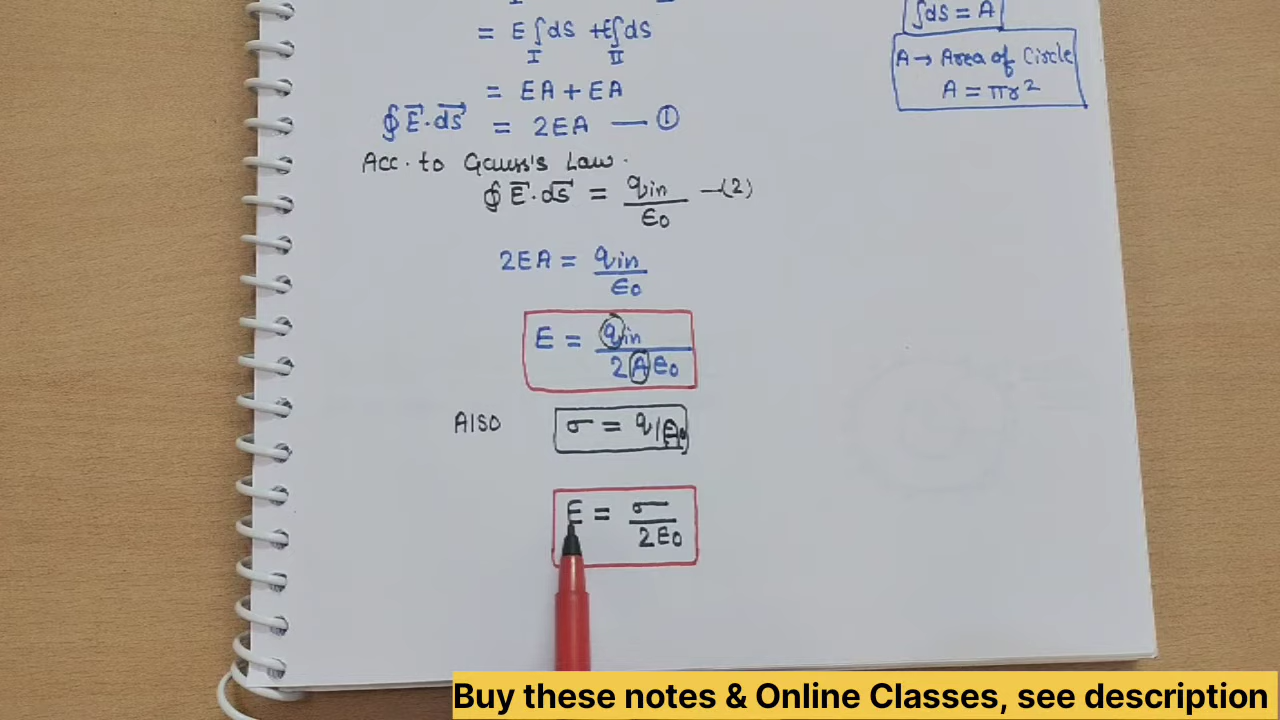 ∫ds = A
= E∫ds + E∫ds
I II
A → Area of Circle
A = πr²
= EA + EA
∮E⃗.ds⃗ = 2EA — ①
Acc. to Gauss's Law.
∮E⃗.ds⃗ = qin/ε0 —(2)
2EA = qin/ε0
E = qin/2Aε0
Also σ = q/A
E = σ/2ε0
Buy these notes & Online Classes, see description